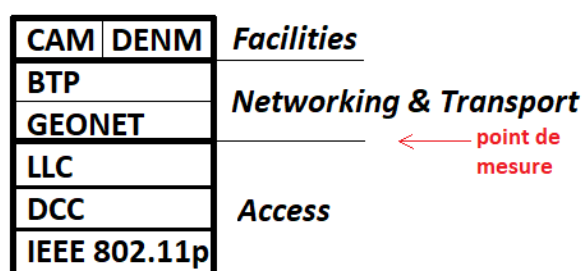 CAM DENM Facilities
BTP
Networking & Transport
GEONET
point de
mesure
LLC
DCC Access
IEEE 802.11p